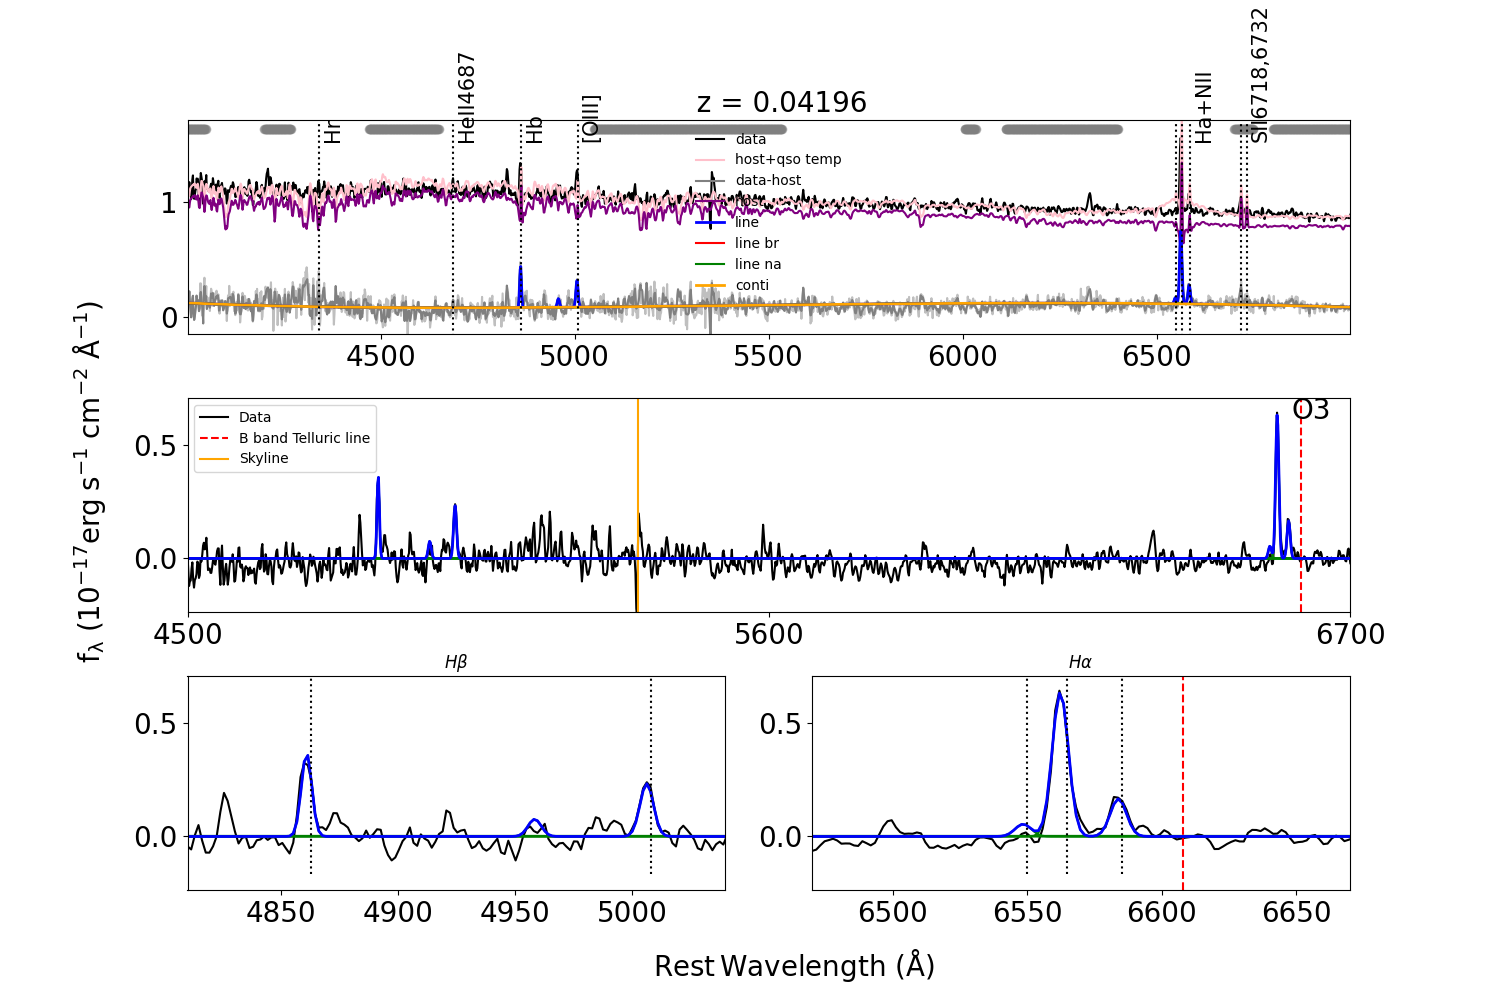 z = 0.04196
Hr
HeII4687
Hb
[OIII]
Ha+NII
SII6718,6732
data
host+qso temp
data-host
host
line
line br
line na
conti
1
0
4500 5000 5500 6000 6500
fλ (10⁻¹⁷erg s⁻¹ cm⁻² Å⁻¹)
Data
B band Telluric line
Skyline
O3
0.5
0.0
4500 5600 6700
Hβ
0.5
0.0
4850 4900 4950 5000
Hα
0.5
0.0
6500 6550 6600 6650
Rest Wavelength (Å)